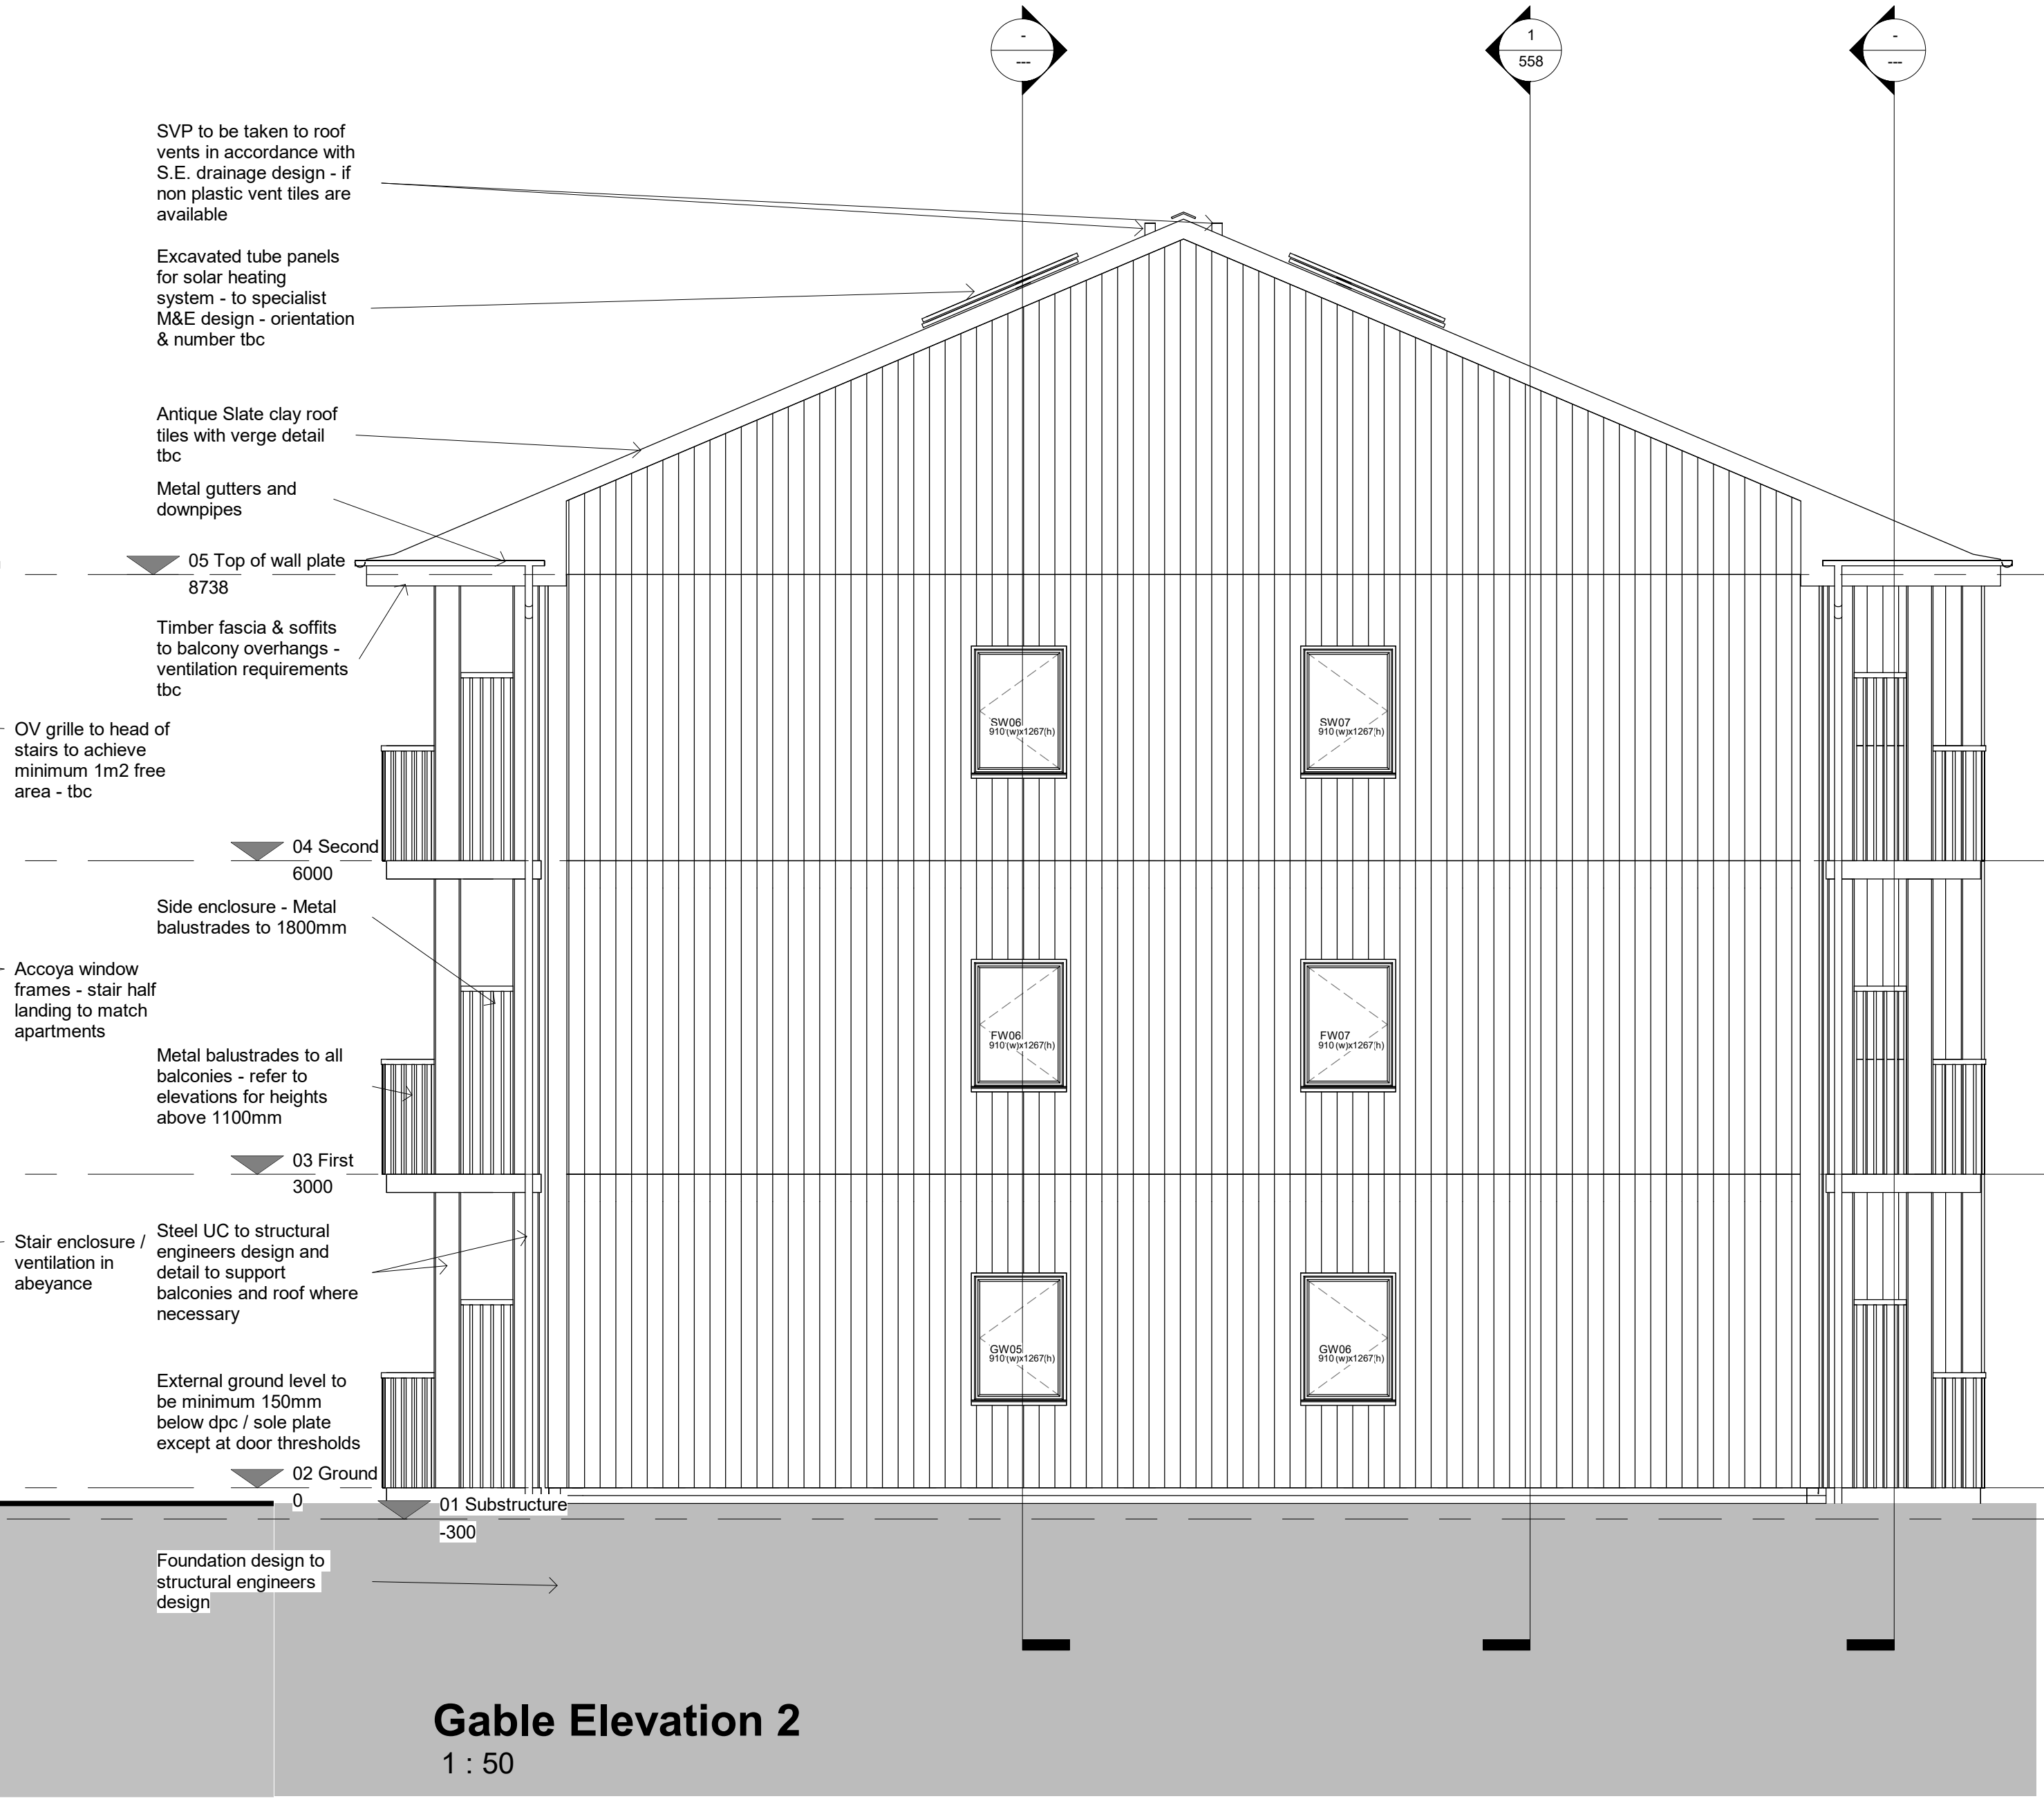 -
---
1
558
-
---
SVP to be taken to roof
vents in accordance with
S.E. drainage design - if
non plastic vent tiles are
available
Excavated tube panels
for solar heating
system - to specialist
M&E design - orientation
& number tbc
Antique Slate clay roof
tiles with verge detail
tbc
Metal gutters and
downpipes
05 Top of wall plate
8738
Timber fascia & soffits
to balcony overhangs -
ventilation requirements
tbc
OV grille to head of
stairs to achieve
minimum 1m2 free
area - tbc
SW06
910 (w)x1267(h)
SW07
910 (w)x1267(h)
04 Second
6000
Side enclosure - Metal
balustrades to 1800mm
Accoya window
frames - stair half
landing to match
apartments
Metal balustrades to all
balconies - refer to
elevations for heights
above 1100mm
FW06
910 (w)x1267(h)
FW07
910 (w)x1267(h)
03 First
3000
Stair enclosure /
ventilation in
abeyance
Steel UC to structural
engineers design and
detail to support
balconies and roof where
necessary
GW05
910 (w)x1267(h)
GW06
910 (w)x1267(h)
External ground level to
be minimum 150mm
below dpc / sole plate
except at door thresholds
02 Ground
0
01 Substructure
-300
Foundation design to
structural engineers
design
Gable Elevation 2
1 : 50